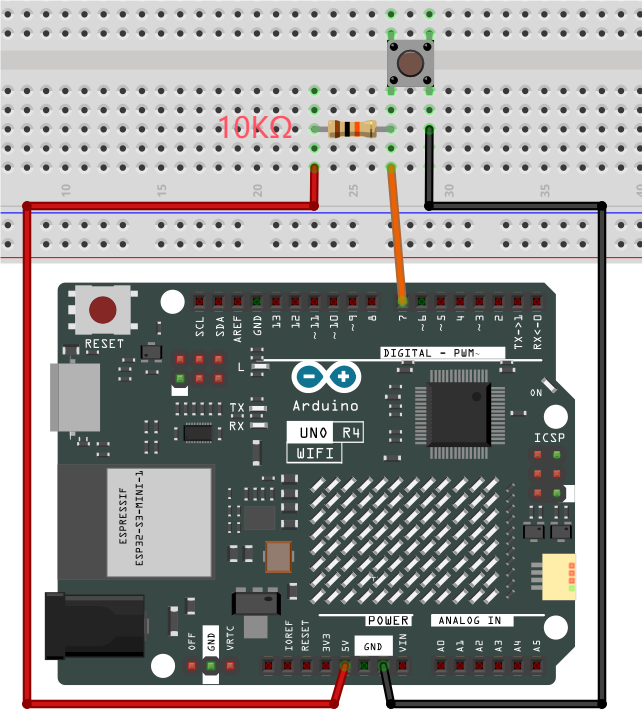 10KΩ
10
15
20
25
30
35
40
RESET
SCL
SDA
AREF
GND
13
12
~11
~10
~9
8
7
~6
~5
4
~3
2
TX->1
RX<-0
DIGITAL - PWM~
L
TX
RX
Arduino
UNO R4
WIFI
ON
ICSP
ESPRESSIF
ESP32-S3-MINI-1
POWER
ANALOG IN
OFF
GND
VRTC
IOREF
RESET
3V3
5V
GND
VIN
A0
A1
A2
A3
A4
A5